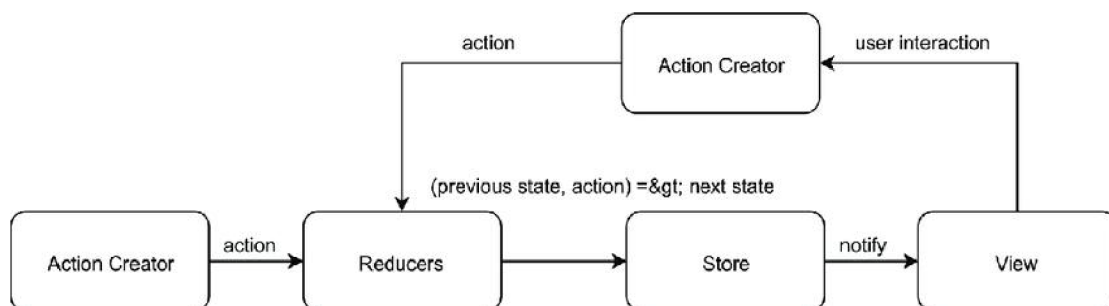 action
user interaction
Action Creator
(previous state, action) =&gt; next state
Action Creator
action
Reducers
Store
notify
View